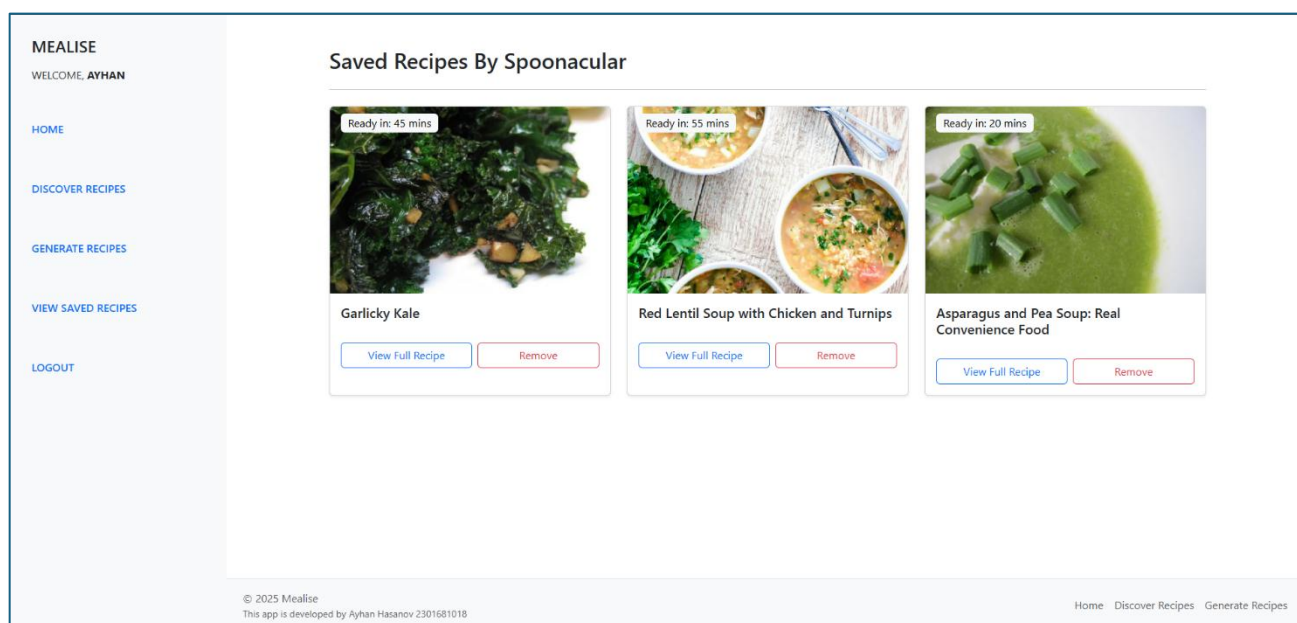 MEALISE
WELCOME, AYHAN
HOME
DISCOVER RECIPES
GENERATE RECIPES
VIEW SAVED RECIPES
LOGOUT
Saved Recipes By Spoonacular
Ready in: 45 mins
Garlicky Kale
View Full Recipe
Remove
Ready in: 55 mins
Red Lentil Soup with Chicken and Turnips
View Full Recipe
Remove
Ready in: 20 mins
Asparagus and Pea Soup: Real
Convenience Food
View Full Recipe
Remove
© 2025 Mealise
This app is developed by Ayhan Hasanov 2301681018
Home Discover Recipes Generate Recipes